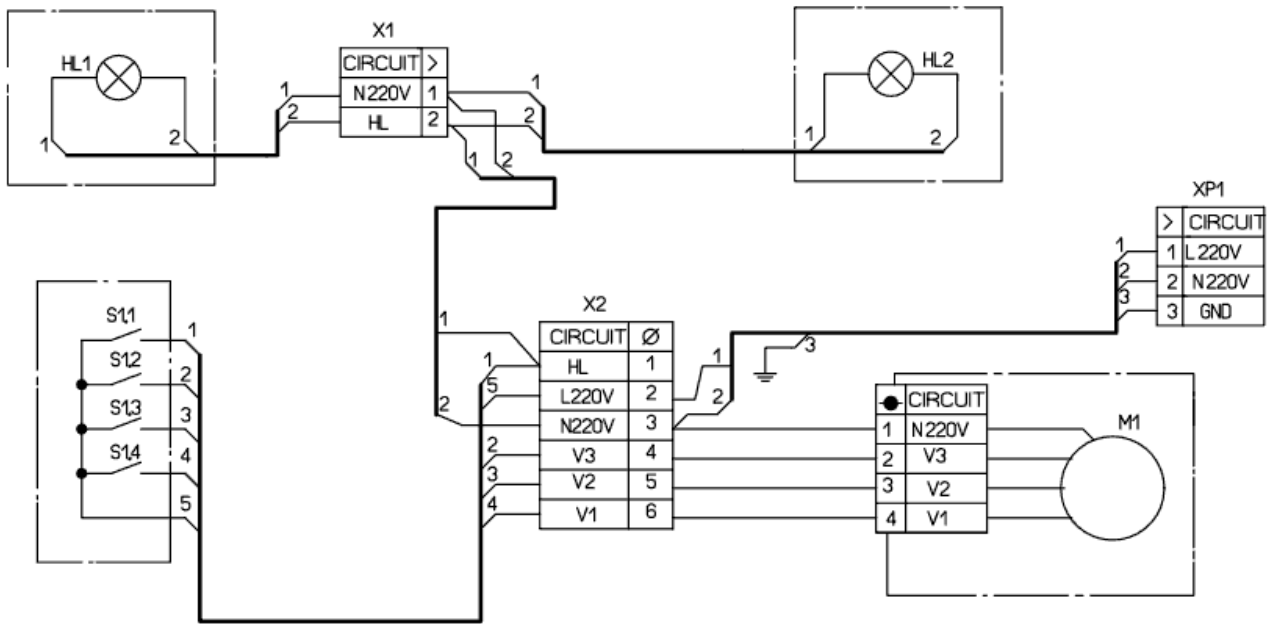 X1
HL1
CIRCUIT >
N220V 1
HL 2
1
2
1
2
1
2
1
2
HL2
1
2
XP1
> CIRCUIT
1 L220V
2 N220V
3 GND
1
2
3
S1.1
S1.2
S1.3
S1.4
1
2
3
4
5
X2
CIRCUIT Ø
HL 1
L220V 2
N220V 3
V3 4
V2 5
V1 6
1
2
1
5
2
3
4
1
2
3
CIRCUIT
1 N220V
2 V3
3 V2
4 V1
M1